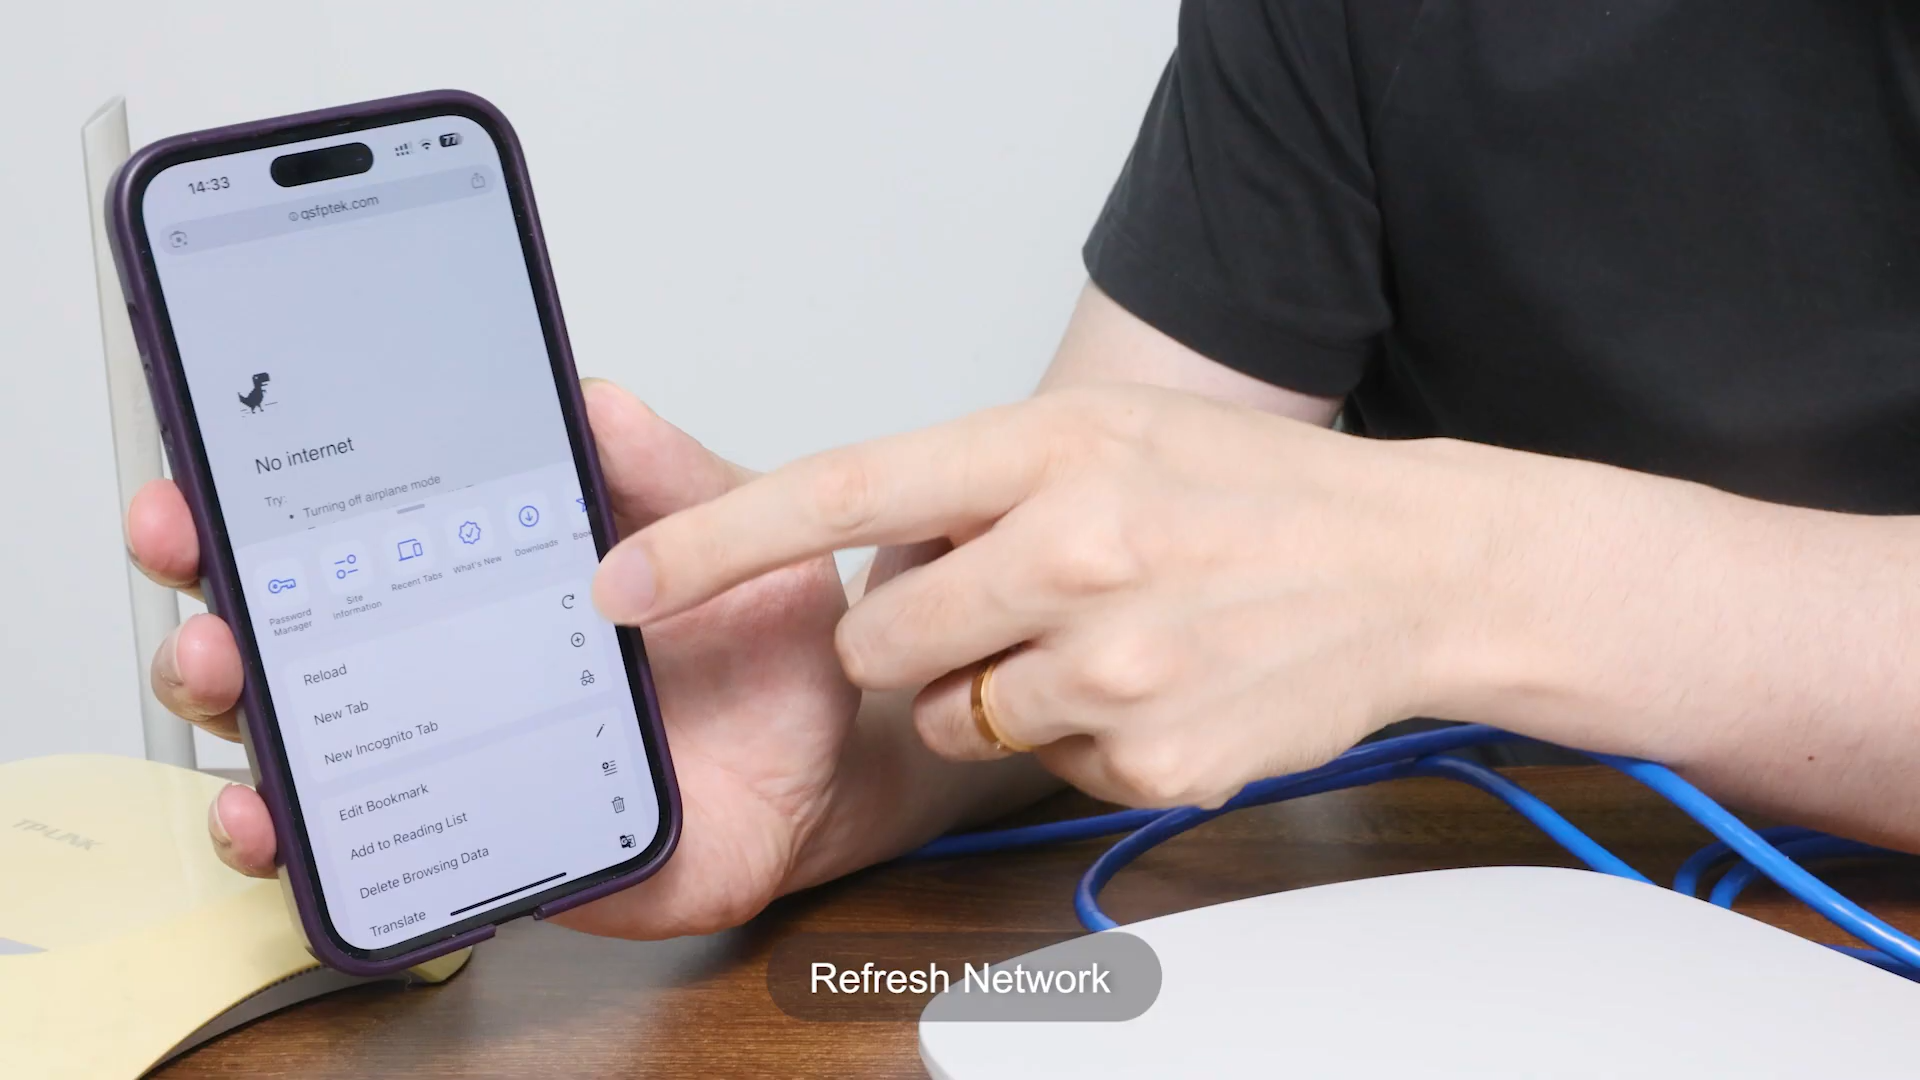 14:33
77
qsfptek.com
No internet
Try:
Turning off airplane mode
Password Manager
Site Information
Recent Tabs
What's New
Downloads
Reload
New Tab
New Incognito Tab
Edit Bookmark
Add to Reading List
Delete Browsing Data
Translate
TP-LINK
Refresh Network